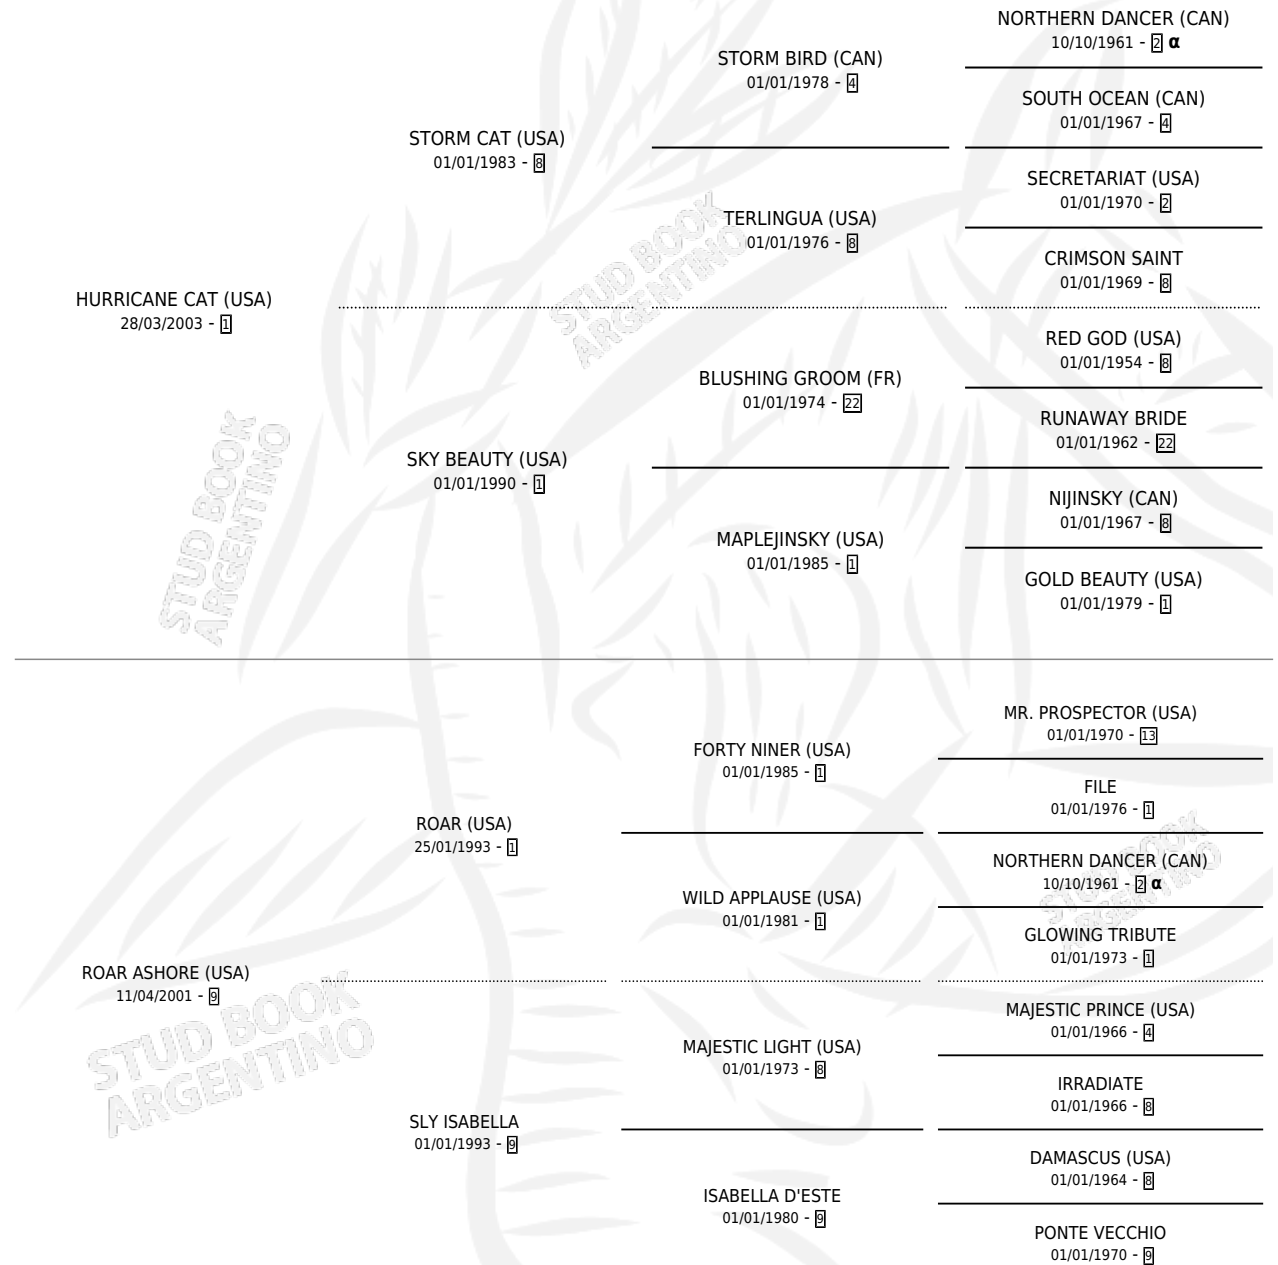 NORTHERN DANCER (CAN)
10/10/1961 - 2 α
STORM BIRD (CAN)
01/01/1978 - 4
SOUTH OCEAN (CAN)
01/01/1967 - 4
STORM CAT (USA)
01/01/1983 - 8
SECRETARIAT (USA)
01/01/1970 - 2
TERLINGUA (USA)
01/01/1976 - 8
CRIMSON SAINT
01/01/1969 - 8
HURRICANE CAT (USA)
28/03/2003 - 1
RED GOD (USA)
01/01/1954 - 8
BLUSHING GROOM (FR)
01/01/1974 - 22
RUNAWAY BRIDE
01/01/1962 - 22
SKY BEAUTY (USA)
01/01/1990 - 1
NIJINSKY (CAN)
01/01/1967 - 8
MAPLEJINSKY (USA)
01/01/1985 - 1
GOLD BEAUTY (USA)
01/01/1979 - 1
MR. PROSPECTOR (USA)
01/01/1970 - 13
FORTY NINER (USA)
01/01/1985 - 1
FILE
01/01/1976 - 1
ROAR (USA)
25/01/1993 - 1
NORTHERN DANCER (CAN)
10/10/1961 - 2 α
WILD APPLAUSE (USA)
01/01/1981 - 1
GLOWING TRIBUTE
01/01/1973 - 1
ROAR ASHORE (USA)
11/04/2001 - 9
MAJESTIC PRINCE (USA)
01/01/1966 - 4
MAJESTIC LIGHT (USA)
01/01/1973 - 8
IRRADIATE
01/01/1966 - 8
SLY ISABELLA
01/01/1993 - 9
DAMASCUS (USA)
01/01/1964 - 8
ISABELLA D'ESTE
01/01/1980 - 9
PONTE VECCHIO
01/01/1970 - 9
STUD BOOK
ARGENTINO
STUD BOOK
ARGENTINO
STUD BOOK
ARGENTINO
STUD BOOK
ARGENTINO